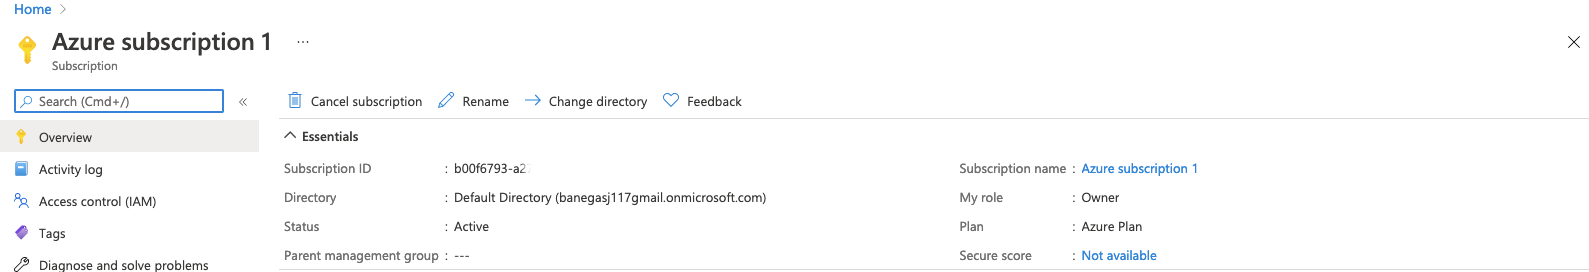 Home >
Azure subscription 1 ...
Subscription
Search (Cmd+/) «
Cancel subscription Rename Change directory Feedback
Overview
Activity log
Access control (IAM)
Tags
Diagnose and solve problems
Essentials
Subscription ID : b00f6793-a2
Directory : Default Directory (banegasj117gmail.onmicrosoft.com)
Status : Active
Parent management group : ---
Subscription name : Azure subscription 1
My role : Owner
Plan : Azure Plan
Secure score : Not available